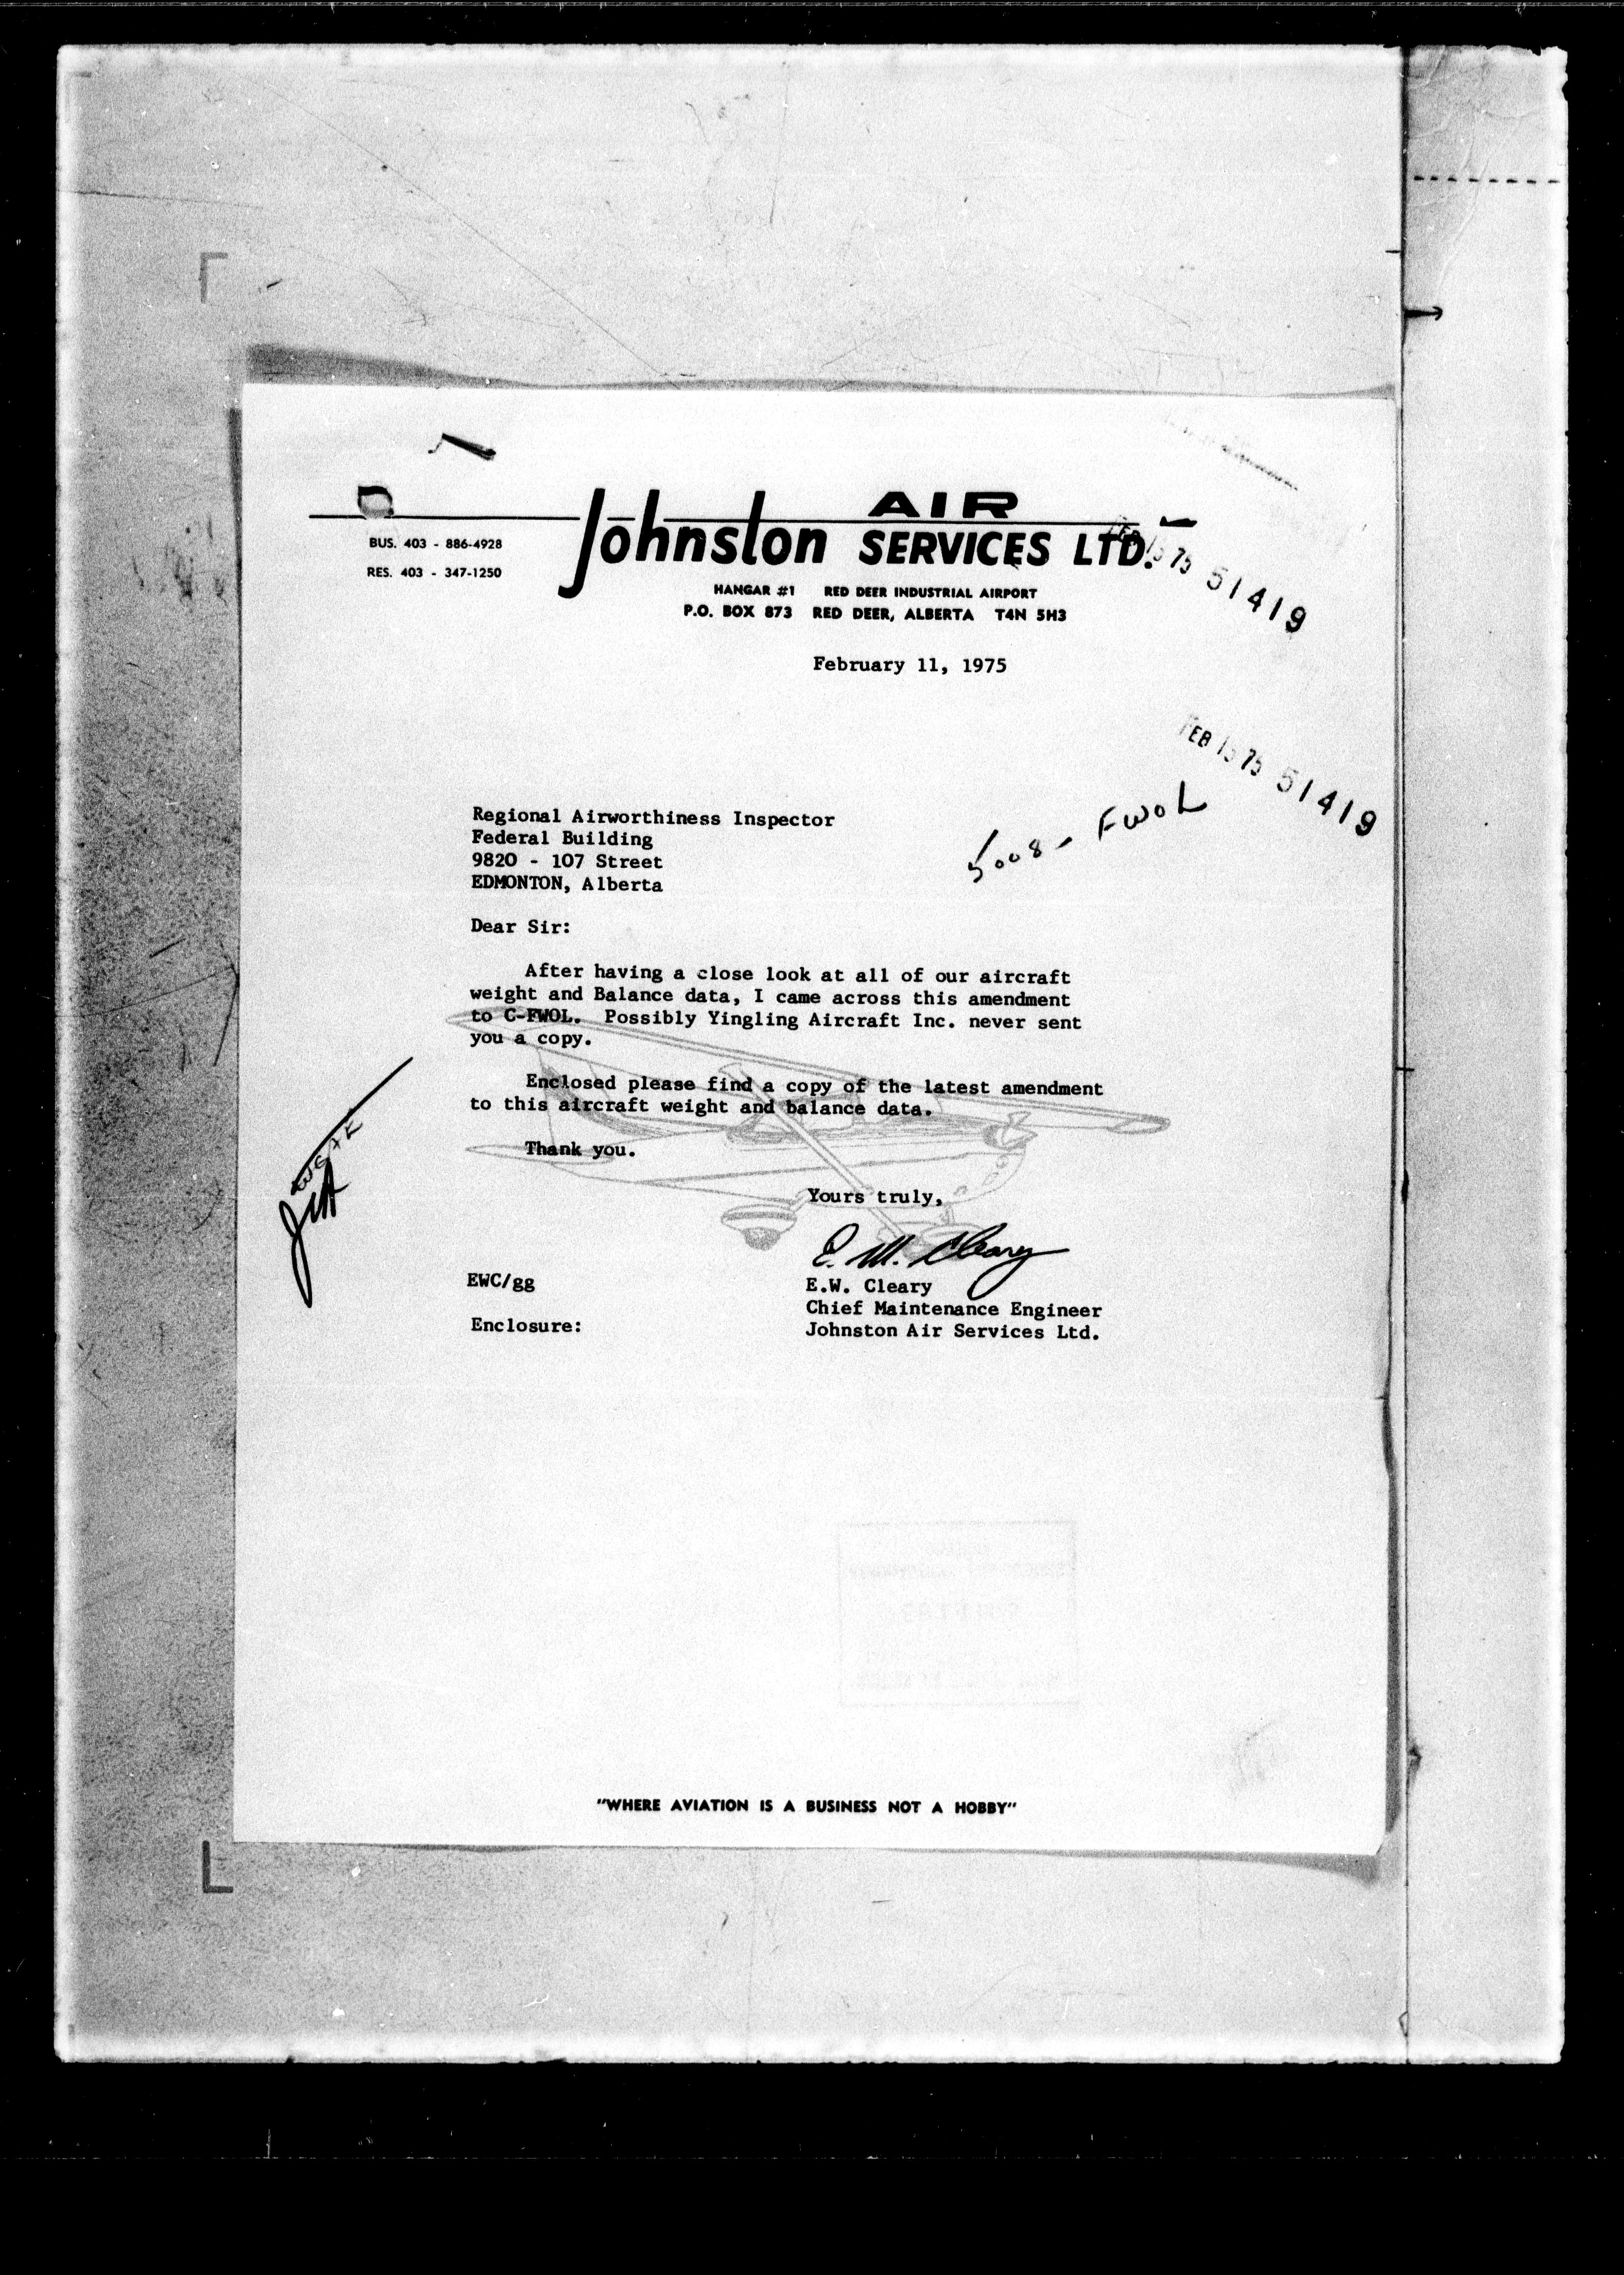 AIR
Johnston SERVICES LTD.
BUS. 403 - 886-4928
RES. 403 - 347-1250
HANGAR #1 RED DEER INDUSTRIAL AIRPORT
P.O. BOX 873 RED DEER, ALBERTA T4N 5H3
75 51419
February 11, 1975
FEB 75 51419
5008 - FWOL
Regional Airworthiness Inspector
Federal Building
9820 - 107 Street
EDMONTON, Alberta
Dear Sir:
After having a close look at all of our aircraft
weight and Balance data, I came across this amendment
to C-FWOL. Possibly Yingling Aircraft Inc. never sent
you a copy.
Enclosed please find a copy of the latest amendment
to this aircraft weight and balance data.
Thank you.
Yours truly,
E. W. Cleary
EWC/gg
E.W. Cleary
Chief Maintenance Engineer
Enclosure:
Johnston Air Services Ltd.
"WHERE AVIATION IS A BUSINESS NOT A HOBBY"